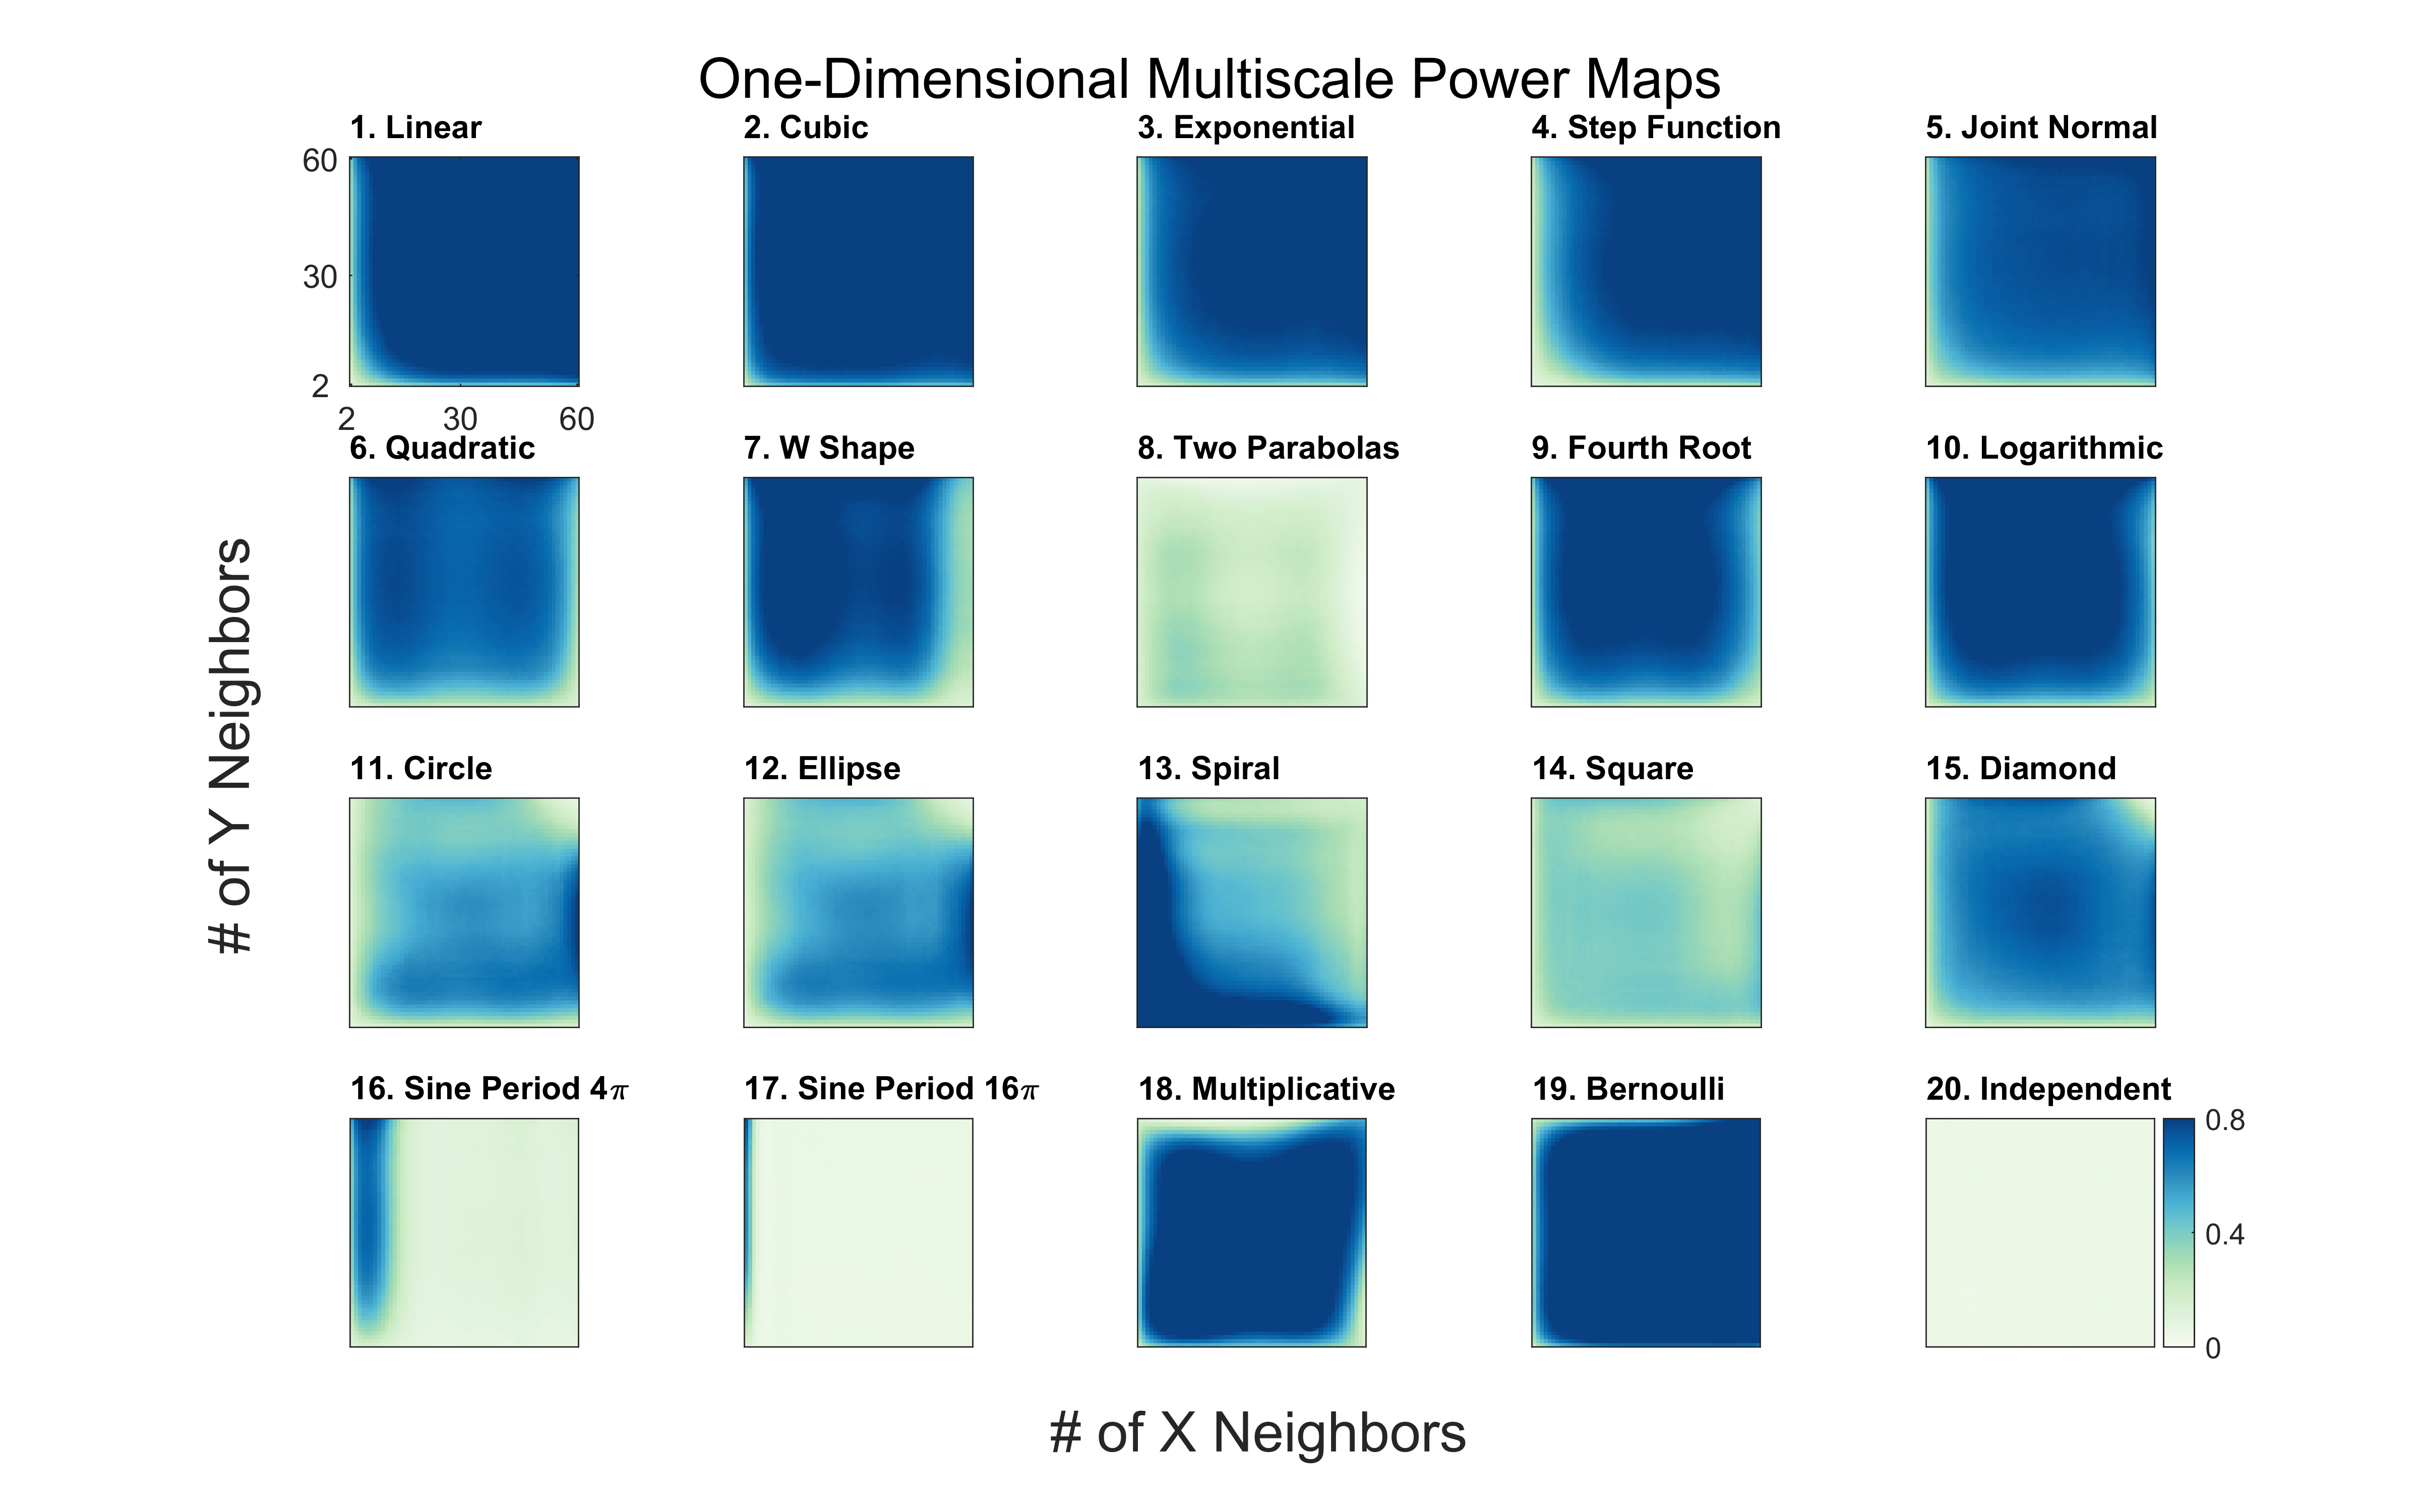 One-Dimensional Multiscale Power Maps
1. Linear
2. Cubic
3. Exponential
4. Step Function
5. Joint Normal
60
30
2
2 30 60
6. Quadratic
7. W Shape
8. Two Parabolas
9. Fourth Root
10. Logarithmic
# of Y Neighbors
11. Circle
12. Ellipse
13. Spiral
14. Square
15. Diamond
16. Sine Period 4π
17. Sine Period 16π
18. Multiplicative
19. Bernoulli
20. Independent
0.8
0.4
0
# of X Neighbors